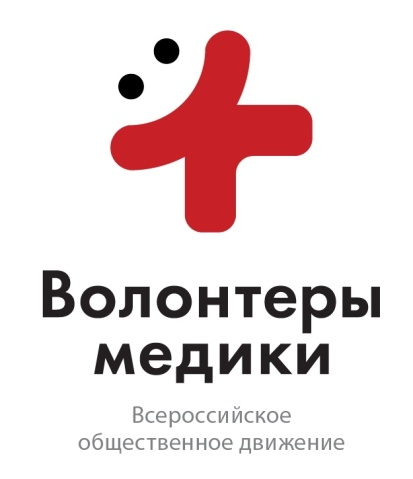 Волонтеры
медики
Всероссийское
общественное движение